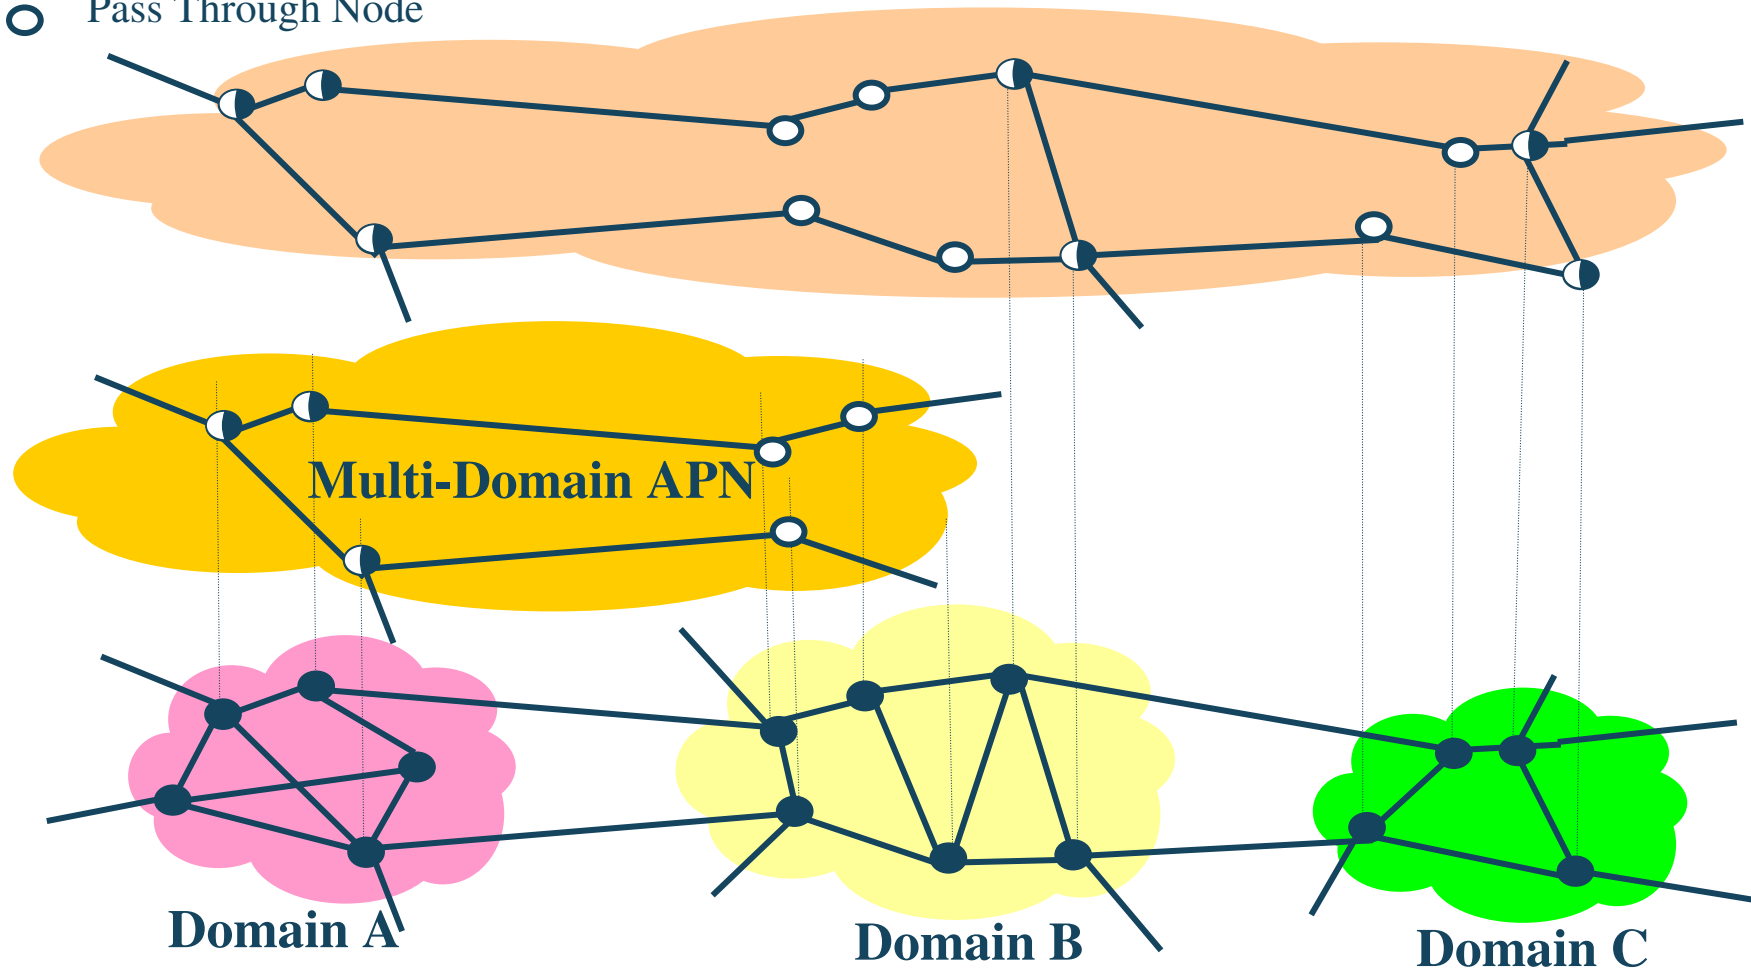 Pass Through Node
Multi-Domain APN
Domain A
Domain B
Domain C